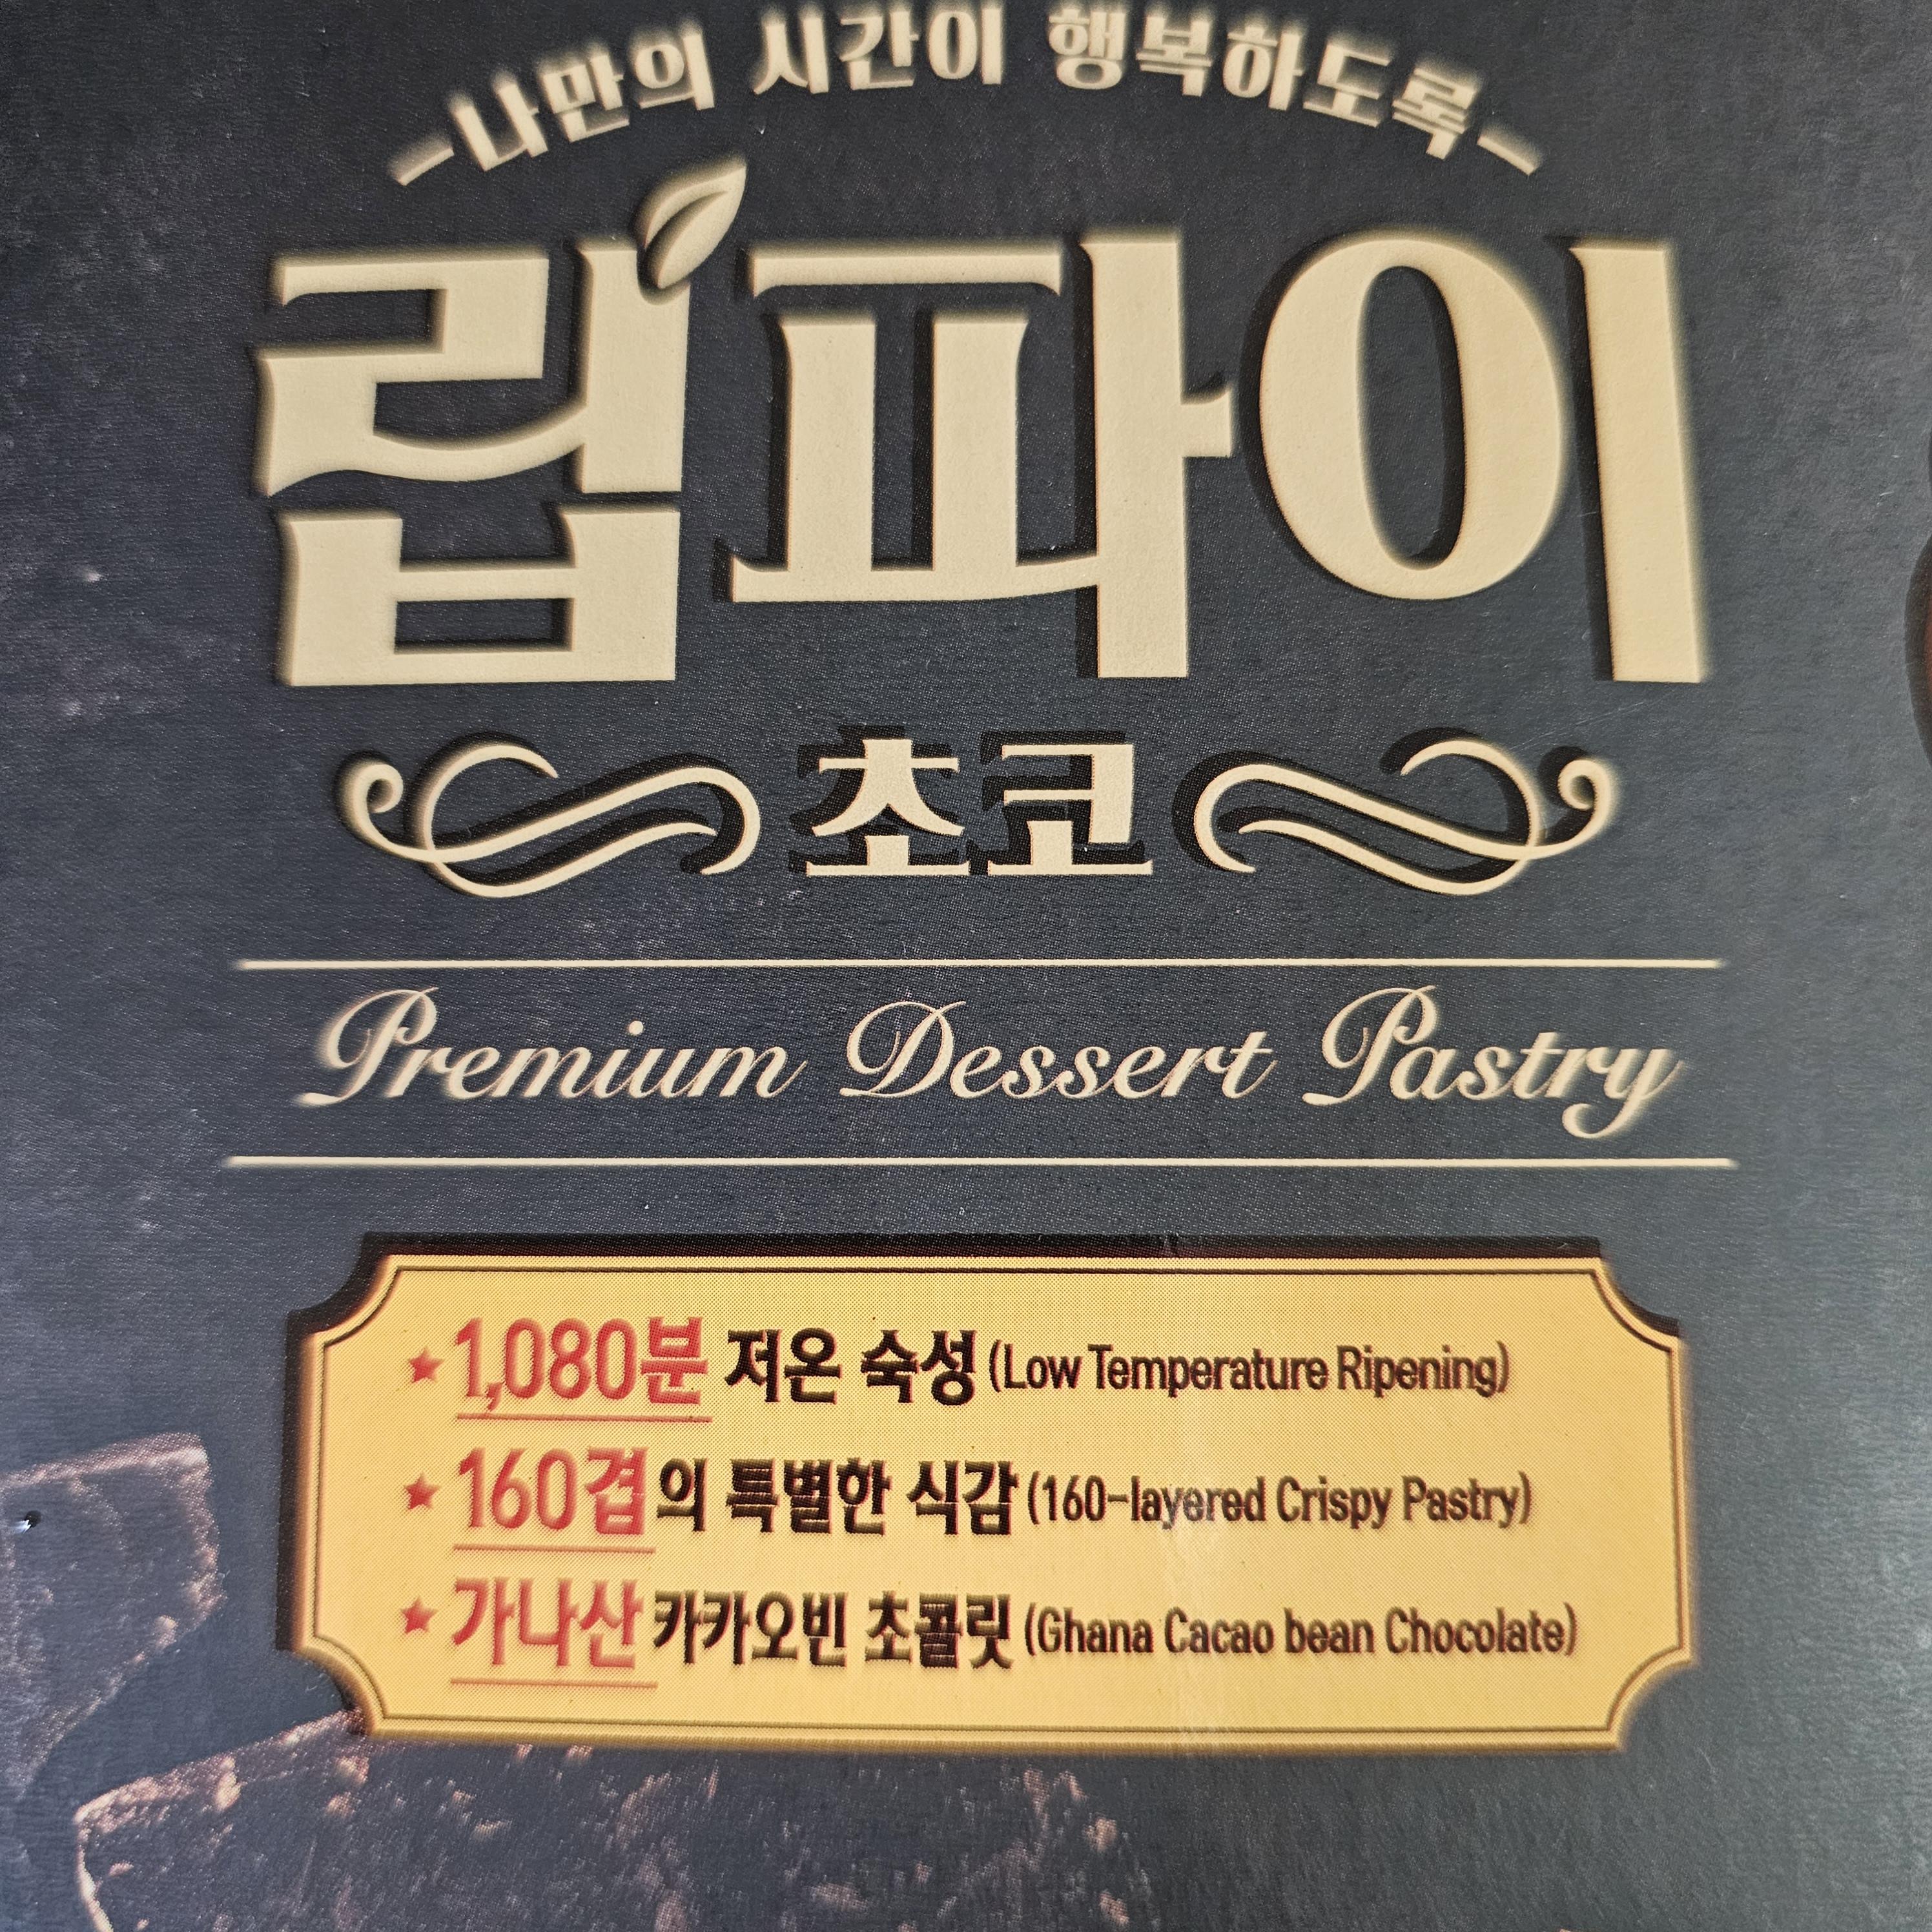 -나만의 시간이 행복하도록-
립파이
초코
Premium Dessert Pastry
★1,080분 저온 숙성 (Low Temperature Ripening)
★160겹의 특별한 식감 (160-layered Crispy Pastry)
★가나산 카카오빈 초콜릿 (Ghana Cacao bean Chocolate)